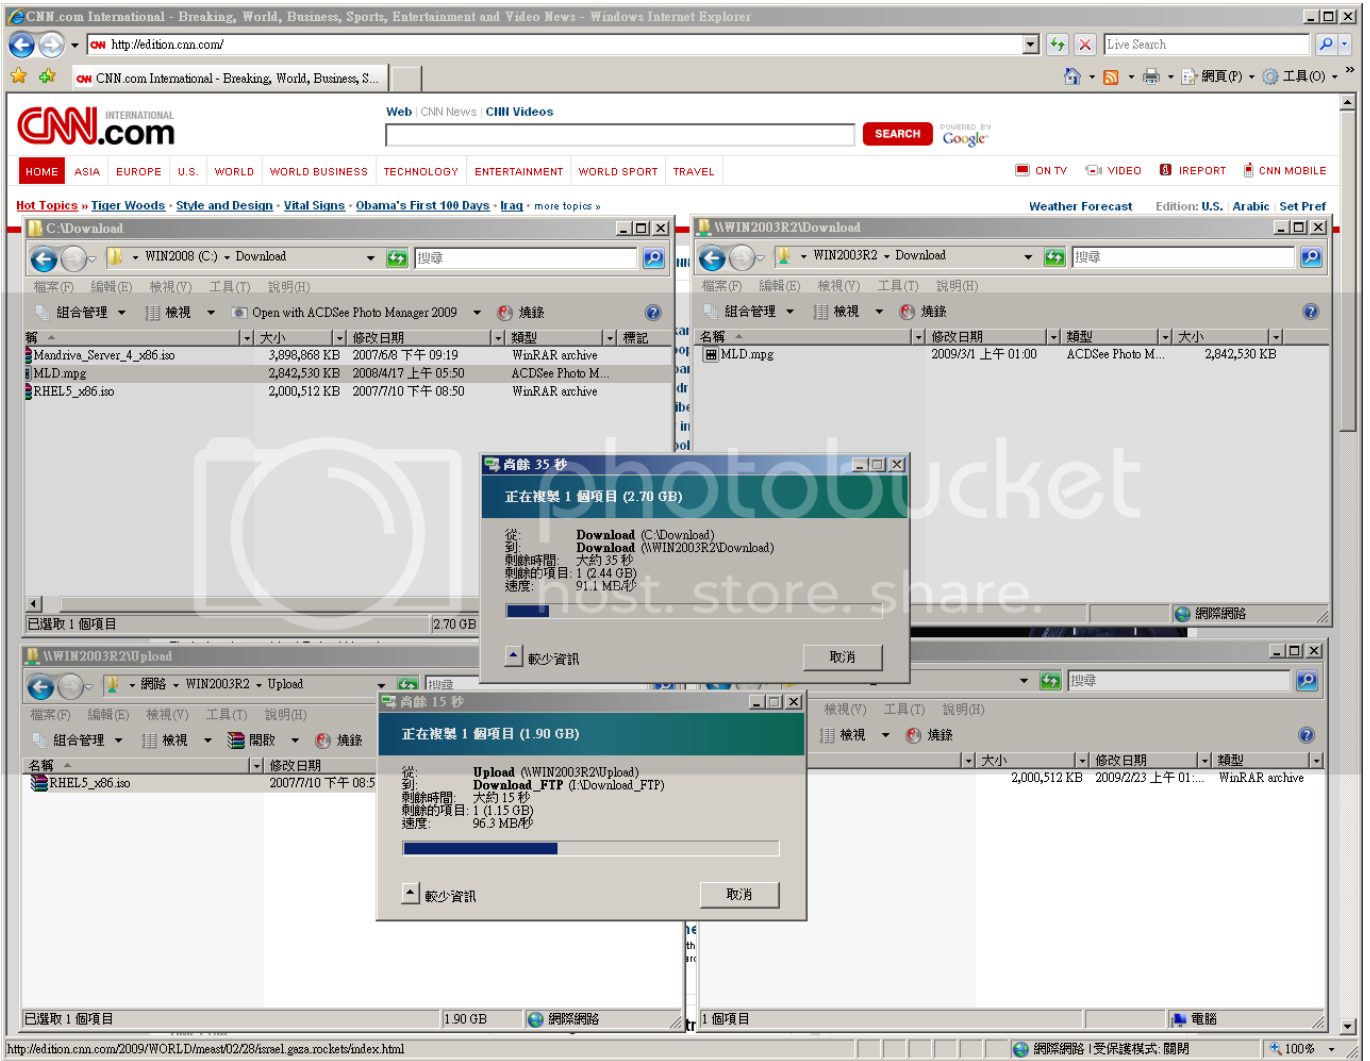 CNN.com International - Breaking, World, Business, Sports, Entertainment and Video News - Windows Internet Explorer
http://edition.cnn.com/
Live Search
CNN.com International - Breaking, World, Business, S...
網頁(P)
工具(O)
CNN.com INTERNATIONAL
Web | CNN News | CNN Videos
SEARCH
POWERED BY Google
HOME ASIA EUROPE U.S. WORLD WORLD BUSINESS TECHNOLOGY ENTERTAINMENT WORLD SPORT TRAVEL
ON TV VIDEO IREPORT CNN MOBILE
Hot Topics » Tiger Woods • Style and Design • Vital Signs • Obama's First 100 Days • Iraq • more topics »
Weather Forecast Edition: U.S. | Arabic | Set Pref
C:\Download
WIN2008 (C:) Download
搜尋
檔案(F) 編輯(E) 檢視(V) 工具(T) 說明(H)
組合管理 檢視 Open with ACDSee Photo Manager 2009 燒錄
稱 大小 修改日期 類型 標記
Mandriva_Server_4_x86.iso 3,898,868 KB 2007/6/8 下午 09:19 WinRAR archive
MLD.mpg 2,842,530 KB 2008/4/17 上午 05:50 ACDSee Photo M...
RHEL5_x86.iso 2,000,512 KB 2007/7/10 下午 08:50 WinRAR archive
已選取 1 個項目 2.70 GB
\\WIN2003R2\Download
WIN2003R2 Download
搜尋
檔案(F) 編輯(E) 檢視(V) 工具(T) 說明(H)
組合管理 檢視 燒錄
名稱 修改日期 類型 大小
MLD.mpg 2009/3/1 上午 01:00 ACDSee Photo M... 2,842,530 KB
網際網路
photobucket
host. store. share.
尚餘 35 秒
正在複製 1 個項目 (2.70 GB)
從: Download (C:\Download)
到: Download (\\WIN2003R2\Download)
剩餘時間: 大約 35 秒
剩餘的項目: 1 (2.44 GB)
速度: 91.1 MB/秒
較少資訊
取消
\\WIN2003R2\Upload
網路 WIN2003R2 Upload
搜尋
檔案(F) 編輯(E) 檢視(V) 工具(T) 說明(H)
組合管理 檢視 開啟 燒錄
名稱 修改日期
RHEL5_x86.iso 2007/7/10 下午 08:5
已選取 1 個項目 1.90 GB 網際網路
尚餘 15 秒
正在複製 1 個項目 (1.90 GB)
從: Upload (\\WIN2003R2\Upload)
到: Download_FTP (I:\Download_FTP)
剩餘時間: 大約 15 秒
剩餘的項目: 1 (1.15 GB)
速度: 96.3 MB/秒
較少資訊
取消
搜尋
檢視(V) 工具(T) 說明(H)
檢視 燒錄
大小 修改日期 類型
2,000,512 KB 2009/2/23 上午 01:... WinRAR archive
1 個項目 電腦
http://edition.cnn.com/2009/WORLD/meast/02/28/israel.gaza.rockets/index.html
網際網路 | 受保護模式: 關閉
100%